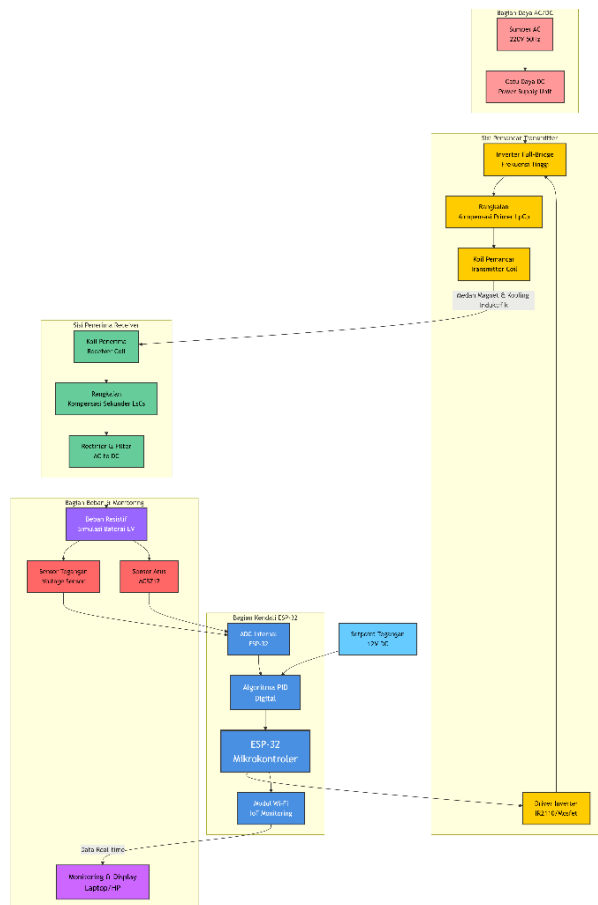 Bagian Daya AC/DC
Sumber AC
220V 50Hz
Catu Daya DC
Power Supply Unit
Sisi Pemancar Transmitter
Inverter Full-Bridge
Frekuensi Tinggi
Rangkaian
Kompensasi Primer LpCp
Koil Pemancar
Transmitter Coil
Medan Magnet & Kopling
Induktif
Sisi Penerima Receiver
Koil Penerima
Receiver Coil
Rangkaian
Kompensasi Sekunder LsCs
Rectifier & Filter
AC to DC
Bagian Beban & Monitoring
Beban Resistif
Simulasi Baterai EV
Sensor Tegangan
Voltage Sensor
Sensor Arus
ACS712
Bagian Kendali ESP-32
ADC Internal
ESP-32
Setpoint Tegangan
12V DC
Algoritma PID
Digital
ESP-32
Mikrokontroler
Modul Wi-Fi
IoT Monitoring
Driver Inverter
IR2110/Mosfet
Data Real-time
Monitoring & Display
Laptop/HP